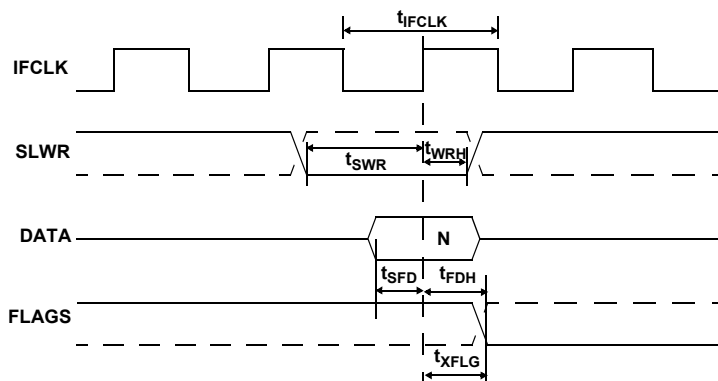 tIFCLK
IFCLK
SLWR
tSWR
tWRH
DATA
N
tSFD
tFDH
FLAGS
tXFLG